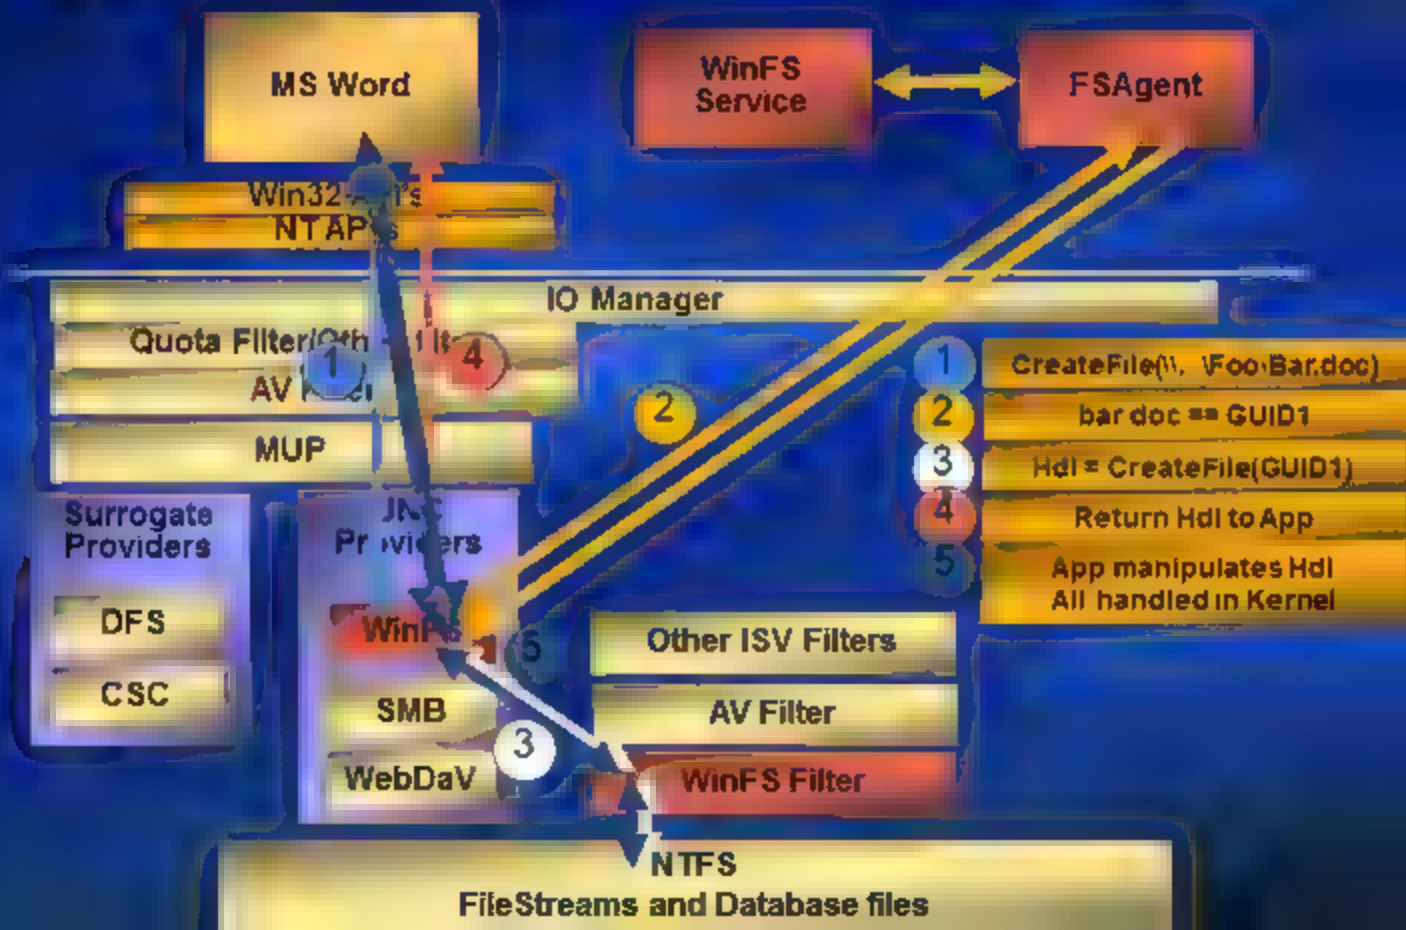 MS Word
WinFS
Service
FSAgent
Win32
NT
IO Manager
Quota
1
4
AV
2
MUP
1
CreateFile(\\. \Foo\Bar.doc)
2
bar doc == GUID1
3
Hdl = CreateFile(GUID1)
4
Return Hdl to App
5
App manipulates Hdl
All handled in Kernel
Surrogate
Providers
DFS
CSC
Providers
WinFS
5
SMB
3
WebDaV
Other ISV Filters
AV Filter
WinFS Filter
NTFS
FileStreams and Database files